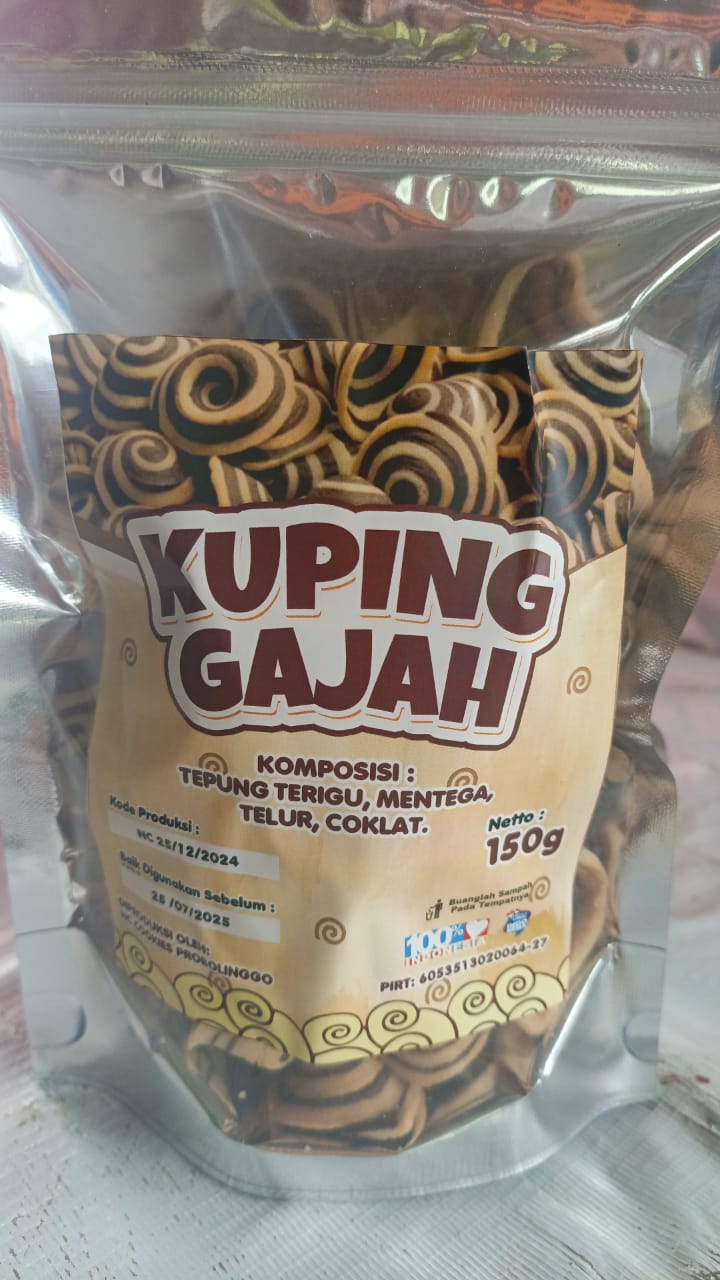 KUPING
GAJAH
KOMPOSISI :
TEPUNG TERIGU, MENTEGA,
TELUR, COKLAT.
Kode Produksi :
NC 25/12/2024
Baik Digunakan Sebelum :
25 /07/2025
DIPRODUKSI OLEH:
NC COOKIES PROBOLINGGO
Netto :
150g
Buanglah Sampah
Pada Tempatnya
100%
INDONESIA
PIRT: 6053513020064-27